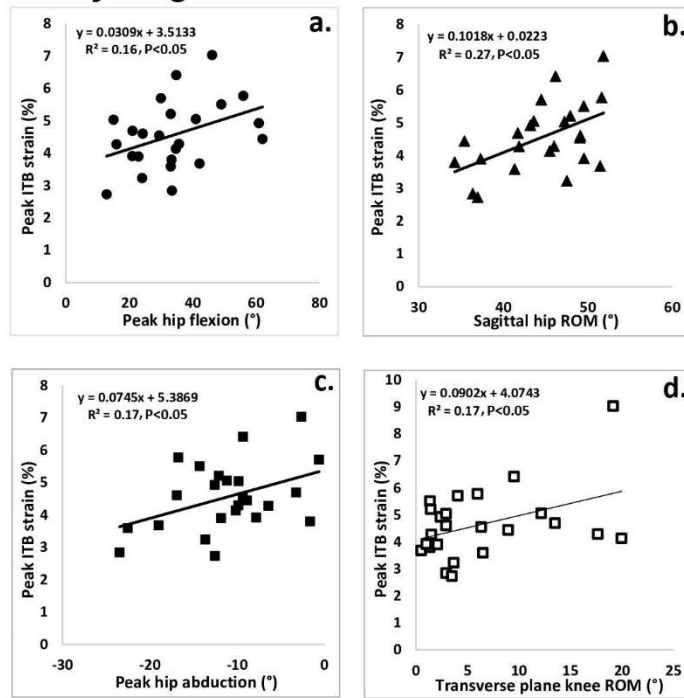 a.
y = 0.0309x + 3.5133
R² = 0.16, P<0.05
8
7
6
5
4
3
2
1
0
Peak ITB strain (%)
0 20 40 60 80
Peak hip flexion (°)
b.
y = 0.1018x + 0.0223
R² = 0.27, P<0.05
8
7
6
5
4
3
2
1
0
Peak ITB strain (%)
30 40 50 60
Sagittal hip ROM (°)
c.
y = 0.0745x + 5.3869
R² = 0.17, P<0.05
8
7
6
5
4
3
2
1
0
Peak ITB strain (%)
-30 -20 -10 0
Peak hip abduction (°)
d.
y = 0.0902x + 4.0743
R² = 0.17, P<0.05
10
9
8
7
6
5
4
3
2
1
0
Peak ITB strain (%)
0 5 10 15 20 25
Transverse plane knee ROM (°)